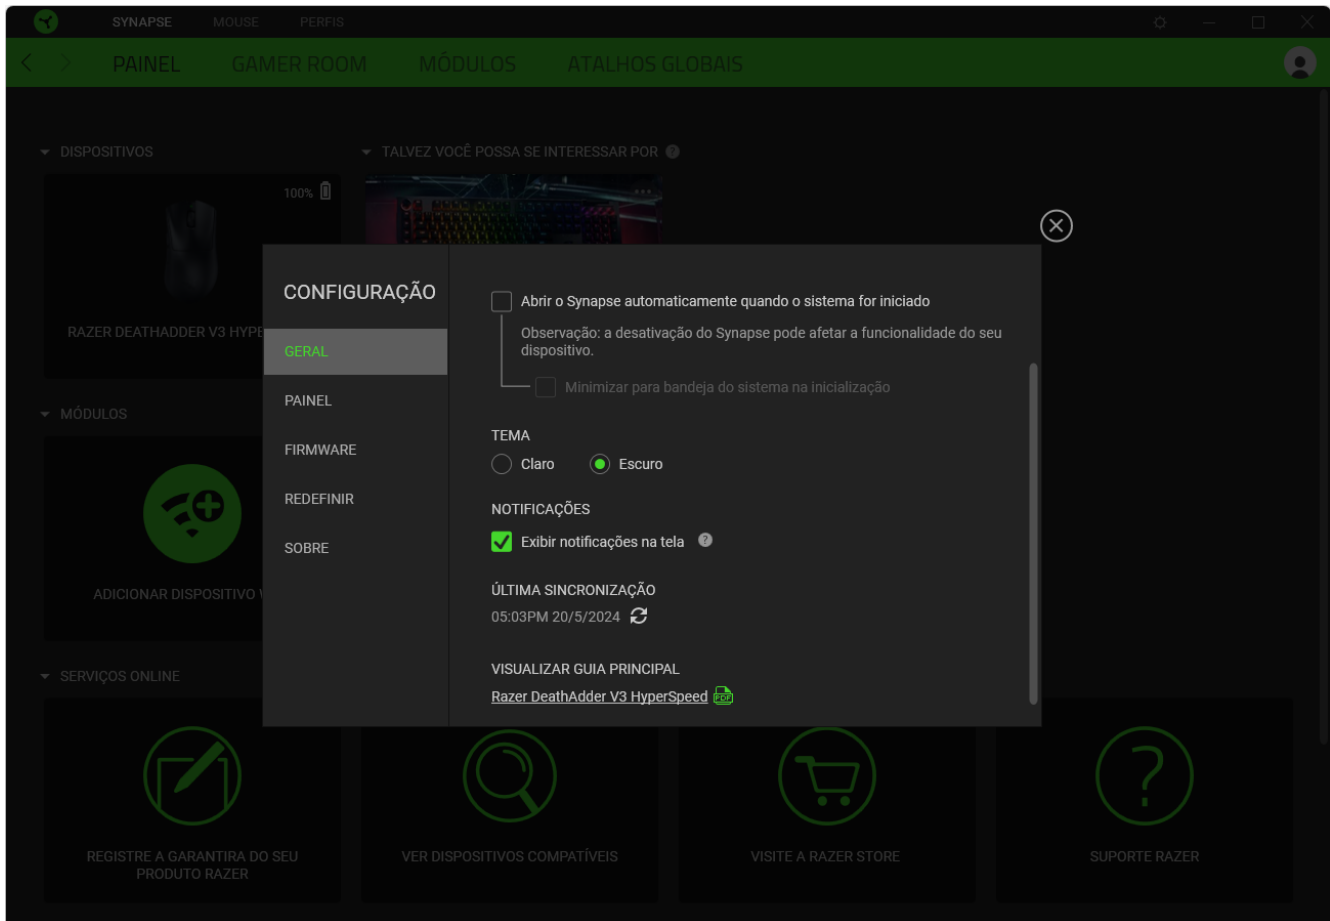 SYNAPSE MOUSE PERFIS
PAINEL GAMER ROOM MÓDULOS ATALHOS GLOBAIS
DISPOSITIVOS
TALVEZ VOCÊ POSSA SE INTERESSAR POR ?
100%
RAZER DEATHADDER V3 HYPE
MÓDULOS
ADICIONAR DISPOSITIVO
CONFIGURAÇÃO
GERAL
PAINEL
FIRMWARE
REDEFINIR
SOBRE
Abrir o Synapse automaticamente quando o sistema for iniciado
Observação: a desativação do Synapse pode afetar a funcionalidade do seu
dispositivo.
Minimizar para bandeja do sistema na inicialização
TEMA
Claro Escuro
NOTIFICAÇÕES
Exibir notificações na tela ?
ÚLTIMA SINCRONIZAÇÃO
05:03PM 20/5/2024
VISUALIZAR GUIA PRINCIPAL
Razer DeathAdder V3 HyperSpeed PDF
SERVIÇOS ONLINE
REGISTRE A GARANTIRA DO SEU
PRODUTO RAZER
VER DISPOSITIVOS COMPATÍVEIS
VISITE A RAZER STORE
SUPORTE RAZER